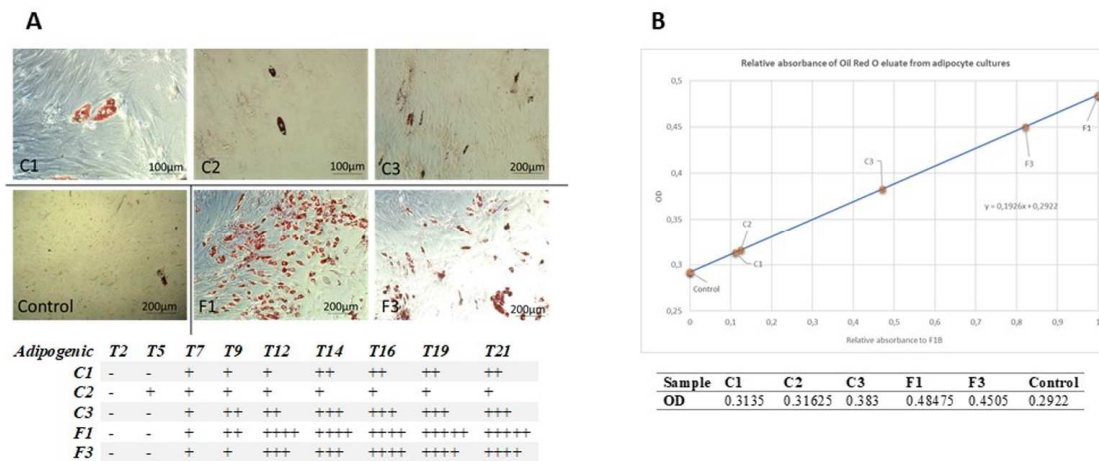 A
C1 100µm
C2 100µm
C3 200µm
Control 200µm
F1 200µm
F3 200µm
Adipogenic T2 T5 T7 T9 T12 T14 T16 T19 T21
C1 - - + + + ++ ++ ++ ++
C2 - + + + + + + + +
C3 - - + ++ ++ +++ +++ +++ +++
F1 - - + ++ ++++ ++++ ++++ +++++ +++++
F3 - - + + +++ +++ ++++ ++++ ++++
B
Relative absorbance of Oil Red O eluate from adipocyte cultures
0,5
0,45
0,4
0,35
0,3
0,25
OD
F1
F3
C3
y = 0,1926x + 0,2922
C2
C1
Control
0 0,1 0,2 0,3 0,4 0,5 0,6 0,7 0,8 0,9 1
Relative absorbance to F1B
Sample C1 C2 C3 F1 F3 Control
OD 0.3135 0.31625 0.383 0.48475 0.4505 0.2922